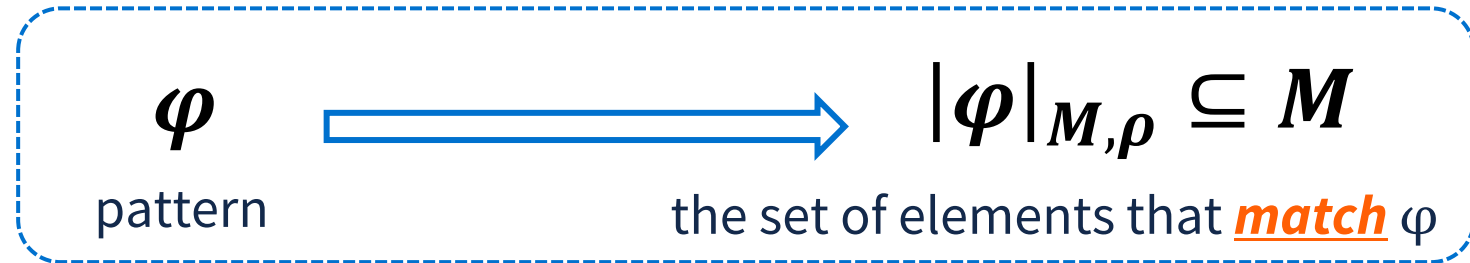 φ |φ|M,ρ ⊆ M
pattern the set of elements that match φ